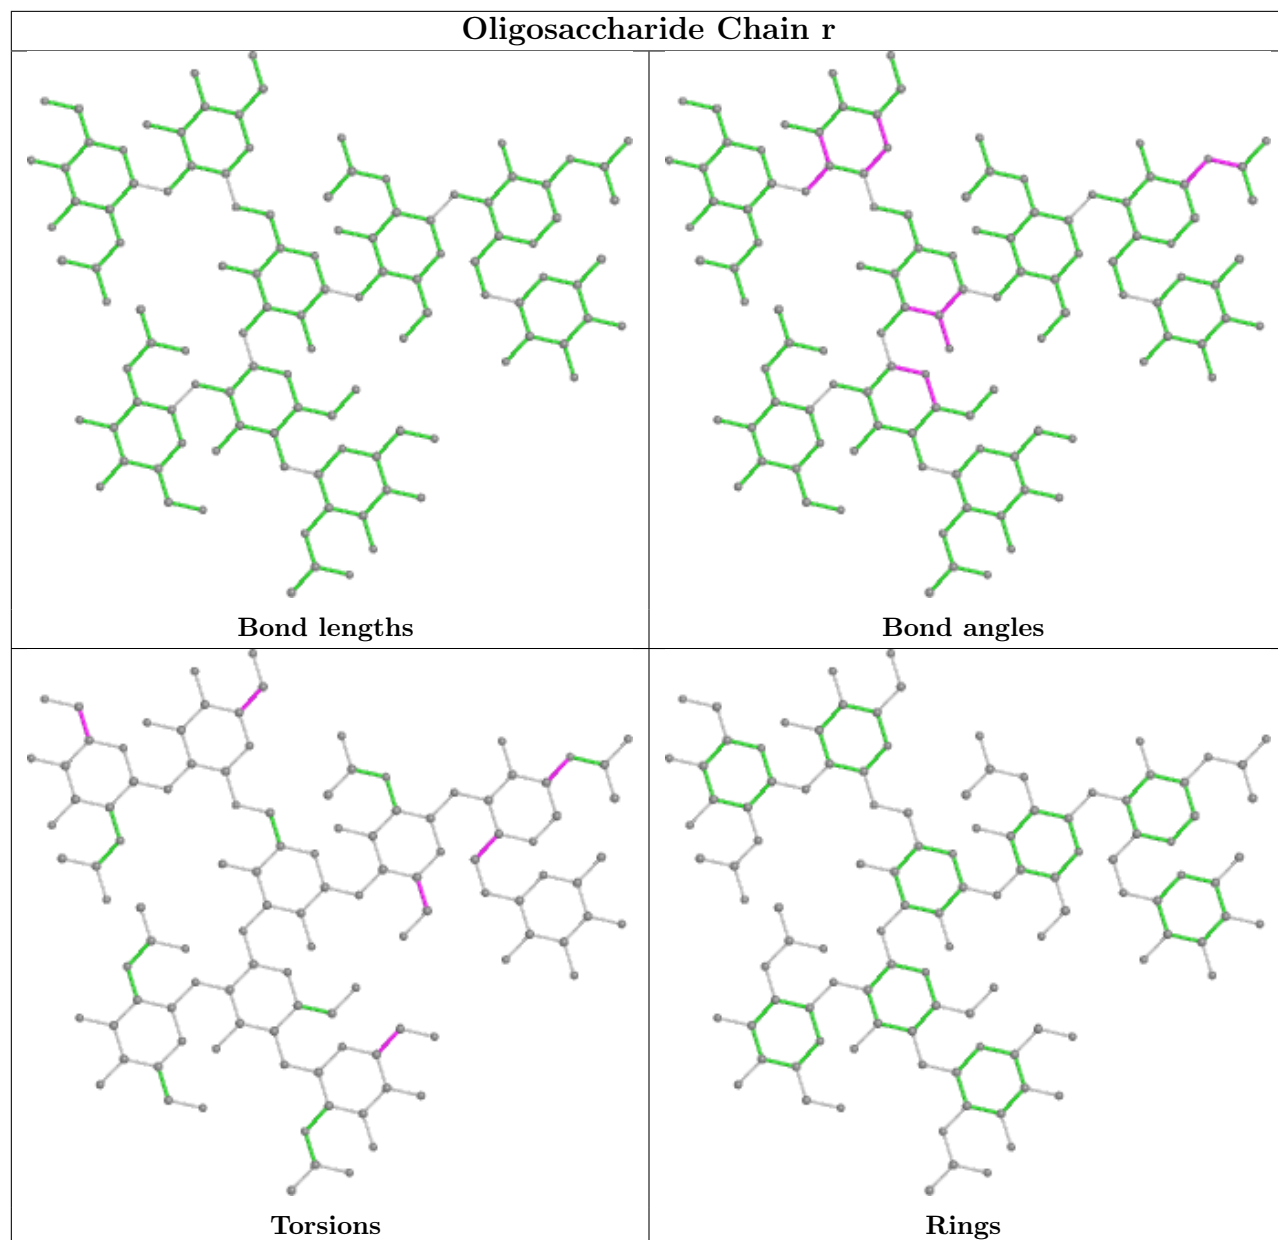 Oligosaccharide Chain r
Bond lengths
Bond angles
Torsions
Rings